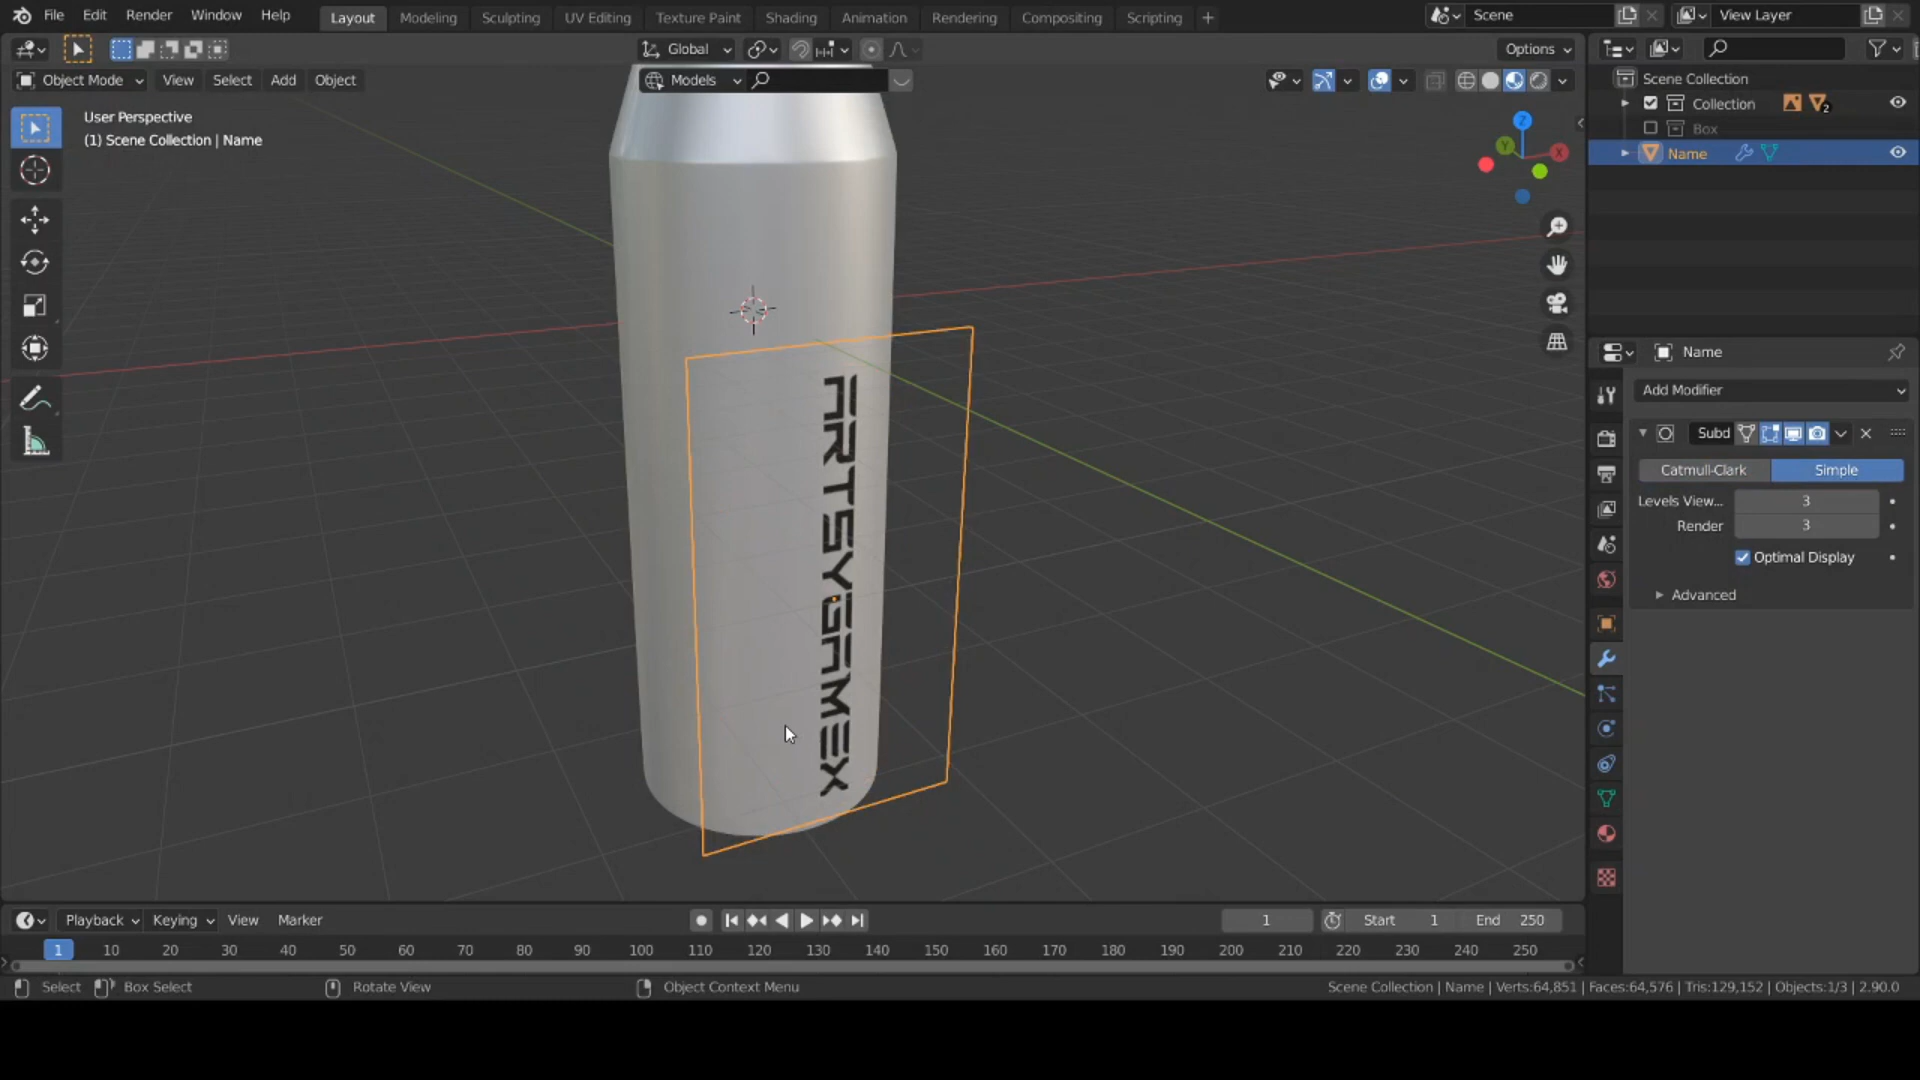 File Edit Render Window Help Layout Modeling Sculpting UV Editing Texture Paint Shading Animation Rendering Compositing Scripting + Scene View Layer
Global Options
Object Mode View Select Add Object Models
User Perspective
(1) Scene Collection | Name
Scene Collection
Collection 2
Box
Name
Z
Y
X
ARTSYGAMEX
Name
Add Modifier
Subd
Catmull-Clark Simple
Levels View... 3
Render 3
Optimal Display
Advanced
Playback Keying View Marker 1 Start 1 End 250
1 10 20 30 40 50 60 70 80 90 100 110 120 130 140 150 160 170 180 190 200 210 220 230 240 250
Select Box Select Rotate View Object Context Menu Scene Collection | Name | Verts:64,851 | Faces:64,576 | Tris:129,152 | Objects:1/3 | 2.90.0